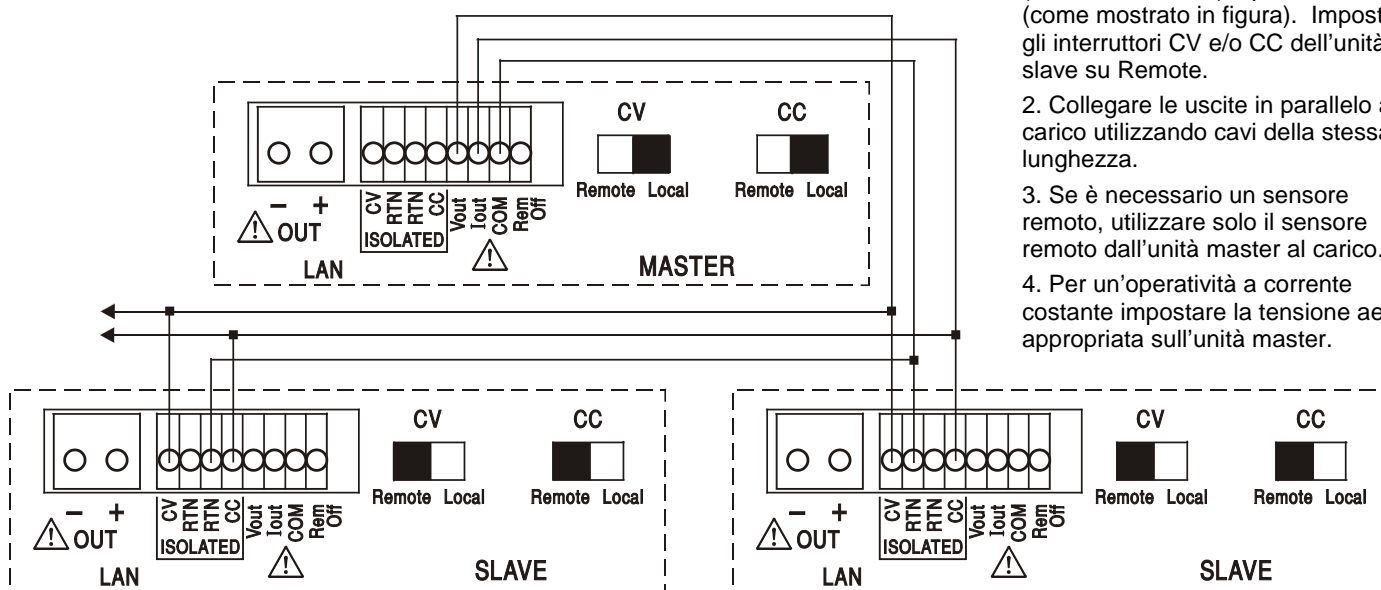 (come mostrato in figura). Impost
gli interruttori CV e/o CC dell'unità
slave su Remote.
2. Collegare le uscite in parallelo a
carico utilizzando cavi della stessa
lunghezza.
3. Se è necessario un sensore
remoto, utilizzare solo il sensore
remoto dall'unità master al carico.
4. Per un'operatività a corrente
costante impostare la tensione ae
appropriata sull'unità master.
CV CC
Remote Local Remote Local
− + CV RTN RTN CC Vout Iout COM Rem Off
OUT ISOLATED
LAN MASTER
CV CC
Remote Local Remote Local
− + CV RTN RTN CC Vout Iout COM Rem Off
OUT ISOLATED
LAN SLAVE
CV CC
Remote Local Remote Local
− + CV RTN RTN CC Vout Iout COM Rem Off
OUT ISOLATED
LAN SLAVE